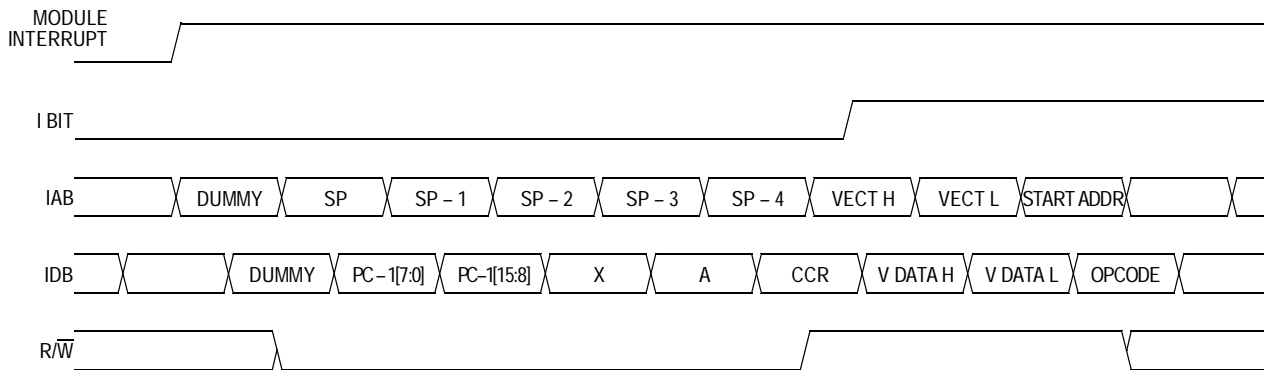 MODULE
INTERRUPT
I BIT
IAB DUMMY SP SP – 1 SP – 2 SP – 3 SP – 4 VECT H VECT L START ADDR
IDB DUMMY PC – 1[7:0] PC–1[15:8] X A CCR V DATA H V DATA L OPCODE
R/W̅